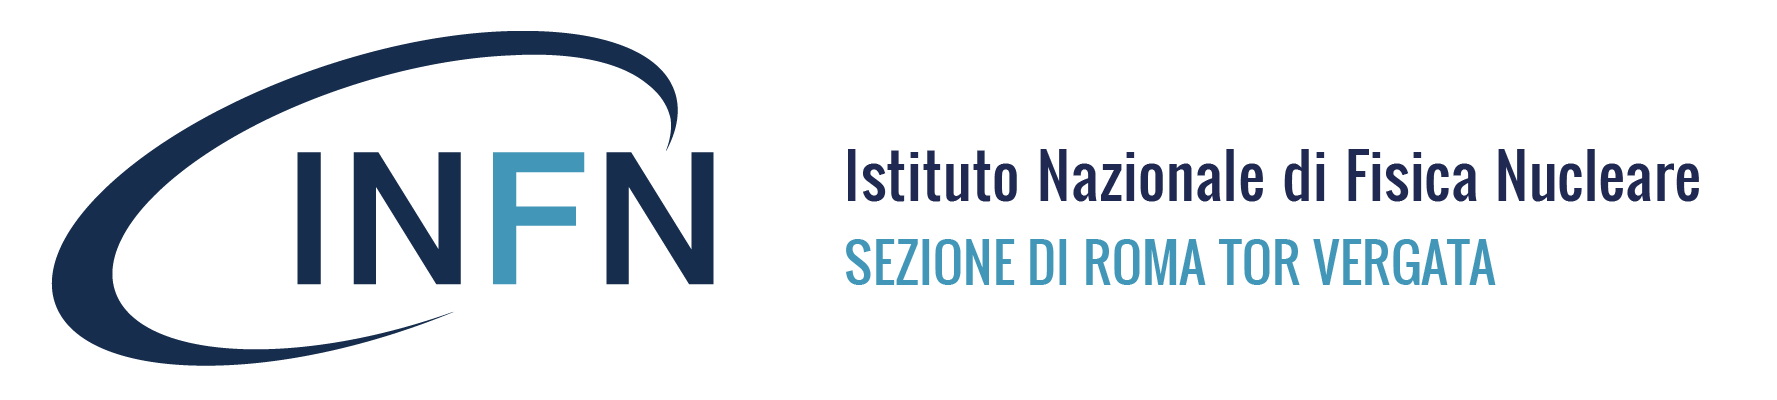 INFN
Istituto Nazionale di Fisica Nucleare
SEZIONE DI ROMA TOR VERGATA